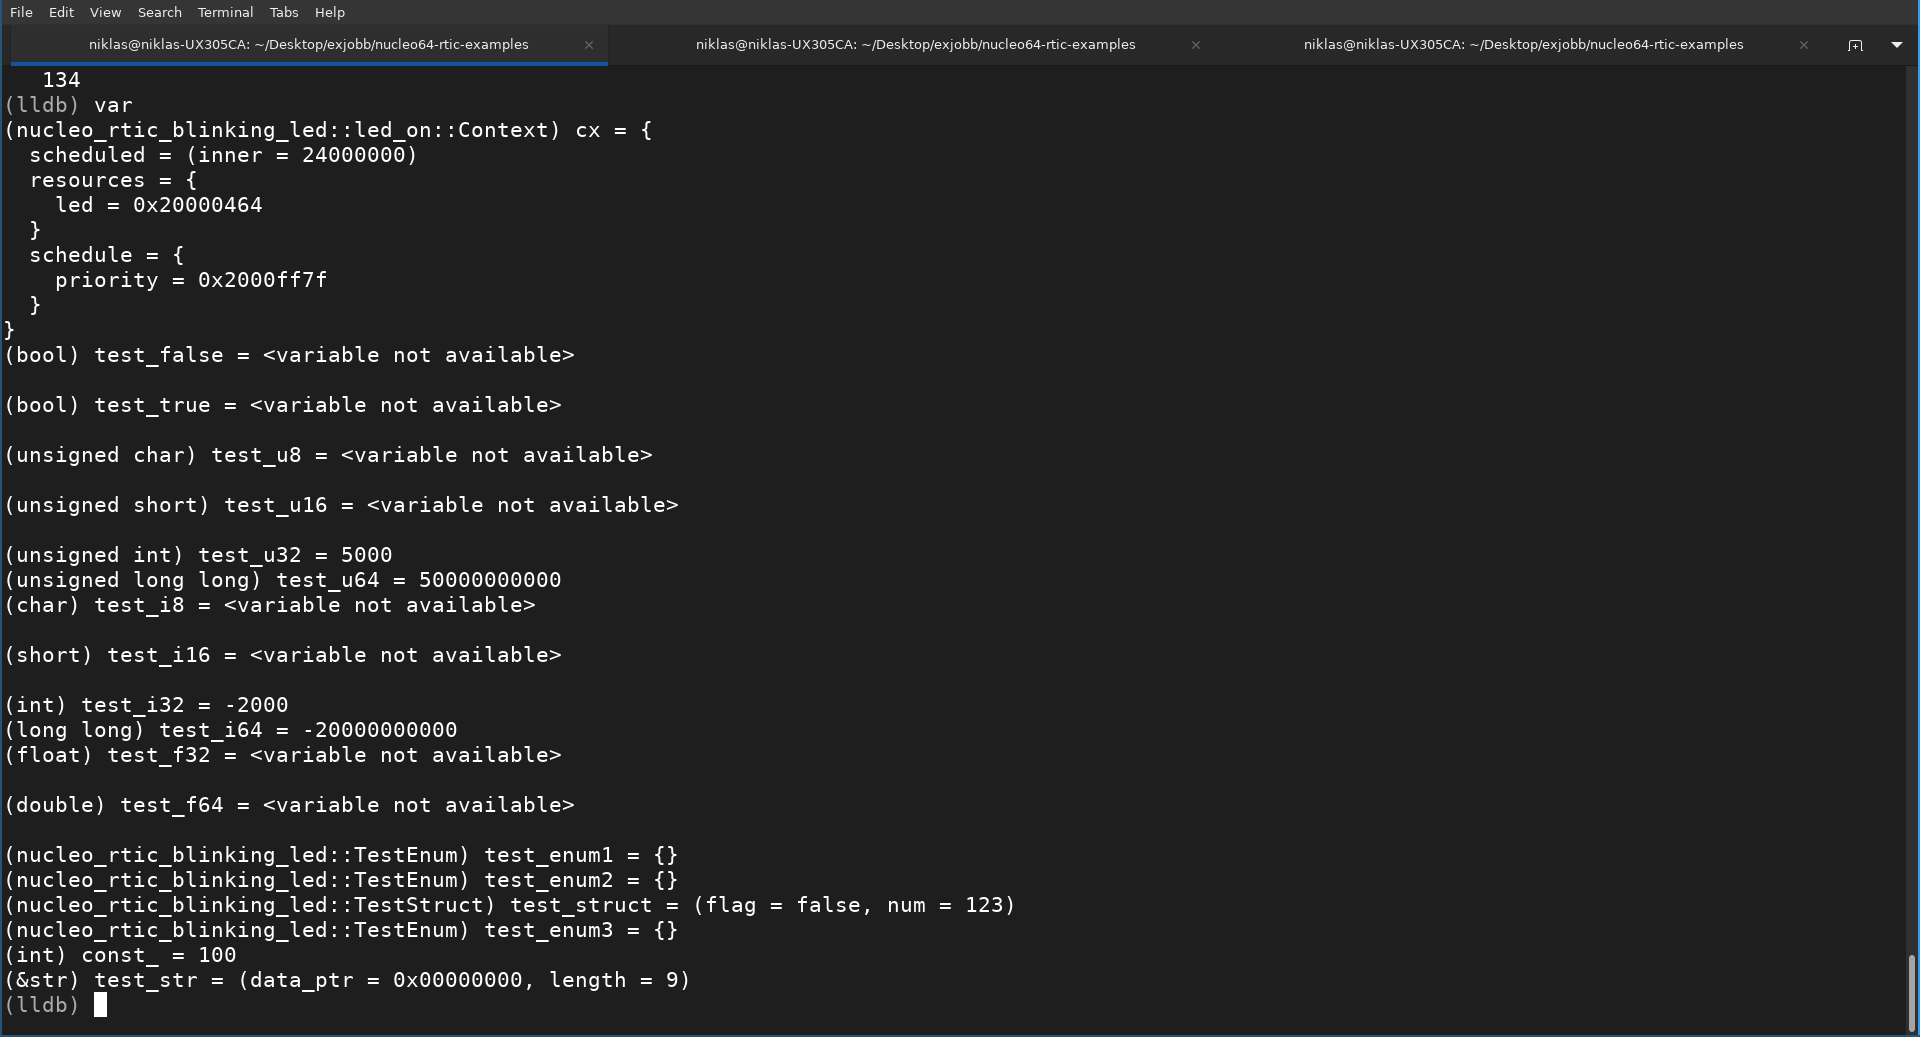 File Edit View Search Terminal Tabs Help
niklas@niklas-UX305CA: ~/Desktop/exjobb/nucleo64-rtic-examples × niklas@niklas-UX305CA: ~/Desktop/exjobb/nucleo64-rtic-examples × niklas@niklas-UX305CA: ~/Desktop/exjobb/nucleo64-rtic-examples ×
   134
(lldb) var
(nucleo_rtic_blinking_led::led_on::Context) cx = {
  scheduled = (inner = 24000000)
  resources = {
    led = 0x20000464
  }
  schedule = {
    priority = 0x2000ff7f
  }
}
(bool) test_false = <variable not available>
(bool) test_true = <variable not available>
(unsigned char) test_u8 = <variable not available>
(unsigned short) test_u16 = <variable not available>
(unsigned int) test_u32 = 5000
(unsigned long long) test_u64 = 50000000000
(char) test_i8 = <variable not available>
(short) test_i16 = <variable not available>
(int) test_i32 = -2000
(long long) test_i64 = -20000000000
(float) test_f32 = <variable not available>
(double) test_f64 = <variable not available>
(nucleo_rtic_blinking_led::TestEnum) test_enum1 = {}
(nucleo_rtic_blinking_led::TestEnum) test_enum2 = {}
(nucleo_rtic_blinking_led::TestStruct) test_struct = (flag = false, num = 123)
(nucleo_rtic_blinking_led::TestEnum) test_enum3 = {}
(int) const_ = 100
(&str) test_str = (data_ptr = 0x00000000, length = 9)
(lldb)